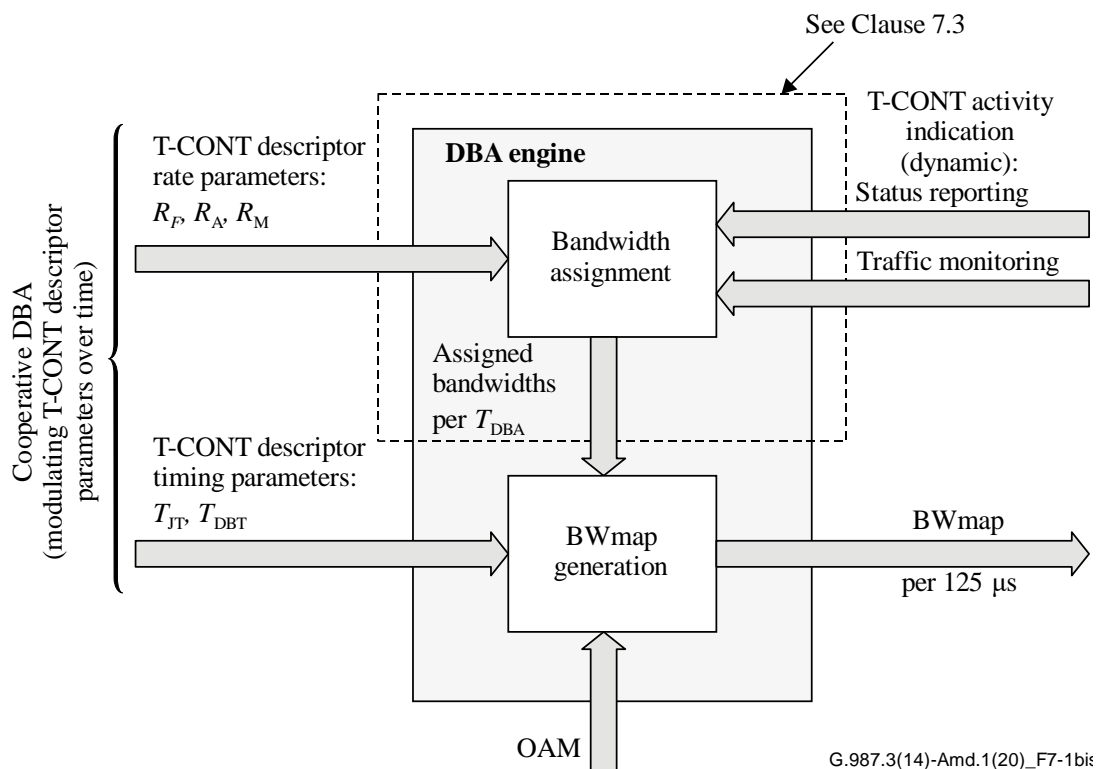 See Clause 7.3
T-CONT descriptor
rate parameters:
R_F, R_A, R_M
DBA engine
T-CONT activity
indication
(dynamic):
Status reporting
Bandwidth
assignment
Traffic monitoring
Cooperative DBA
(modulating T-CONT descriptor
parameters over time)
Assigned
bandwidths
per T_DBA
T-CONT descriptor
timing parameters:
T_JT, T_DBT
BWmap
generation
BWmap
per 125 μs
OAM
G.987.3(14)-Amd.1(20)_F7-1bis